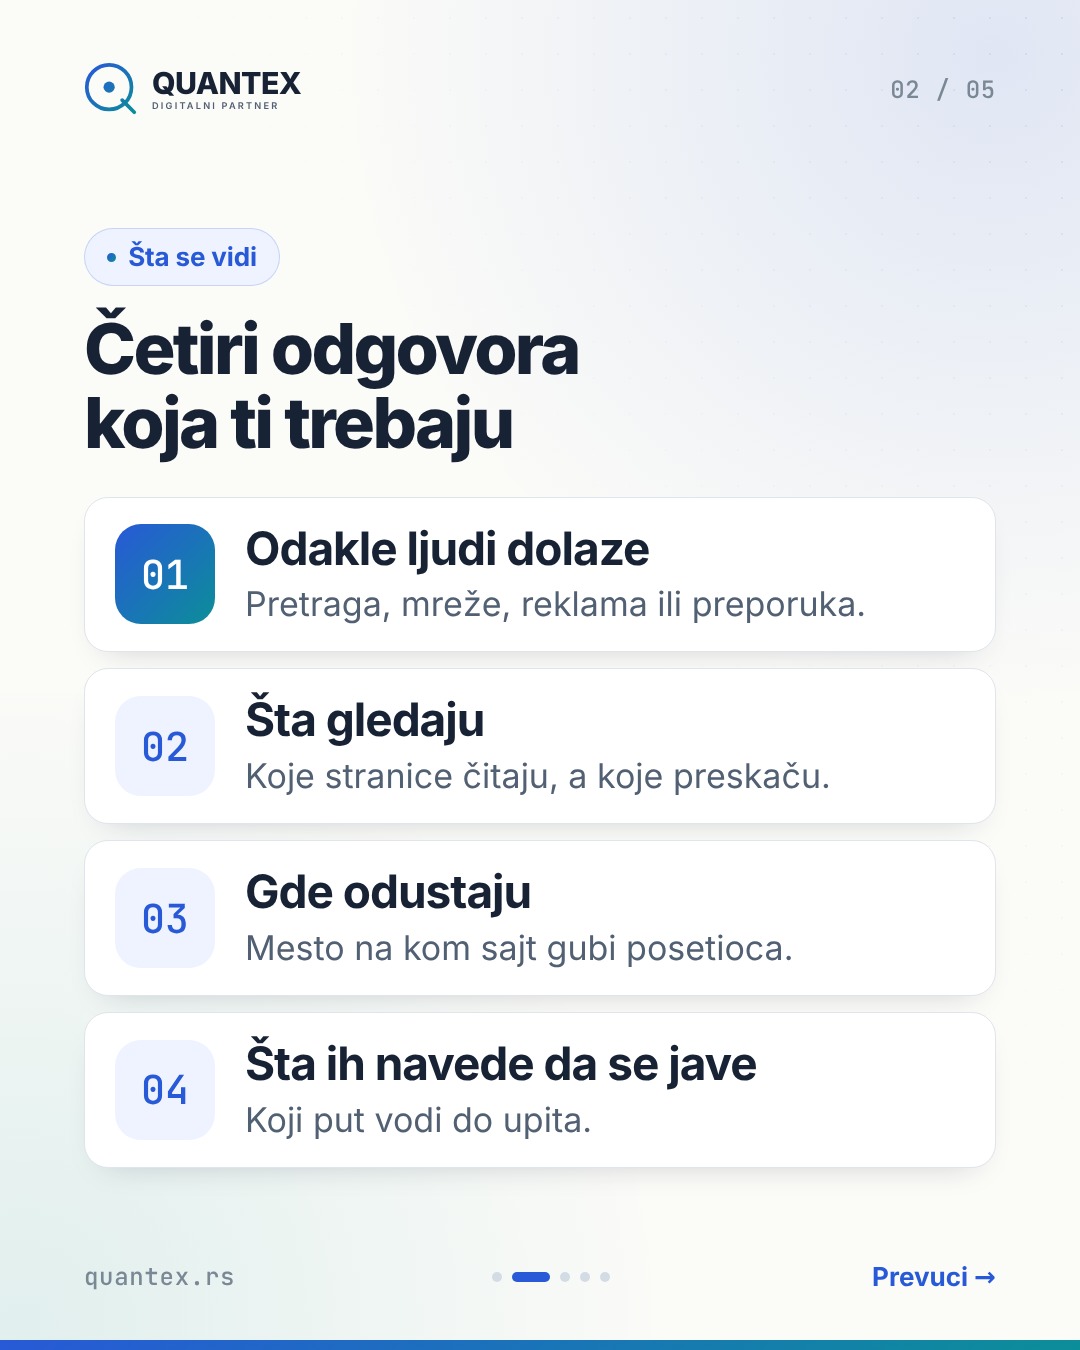 QUANTEX
DIGITALNI PARTNER
02 / 05
Šta se vidi
Četiri odgovora
koja ti trebaju
01
Odakle ljudi dolaze
Pretraga, mreže, reklama ili preporuka.
02
Šta gledaju
Koje stranice čitaju, a koje preskaču.
03
Gde odustaju
Mesto na kom sajt gubi posetioca.
04
Šta ih navede da se jave
Koji put vodi do upita.
quantex.rs
Prevuci →